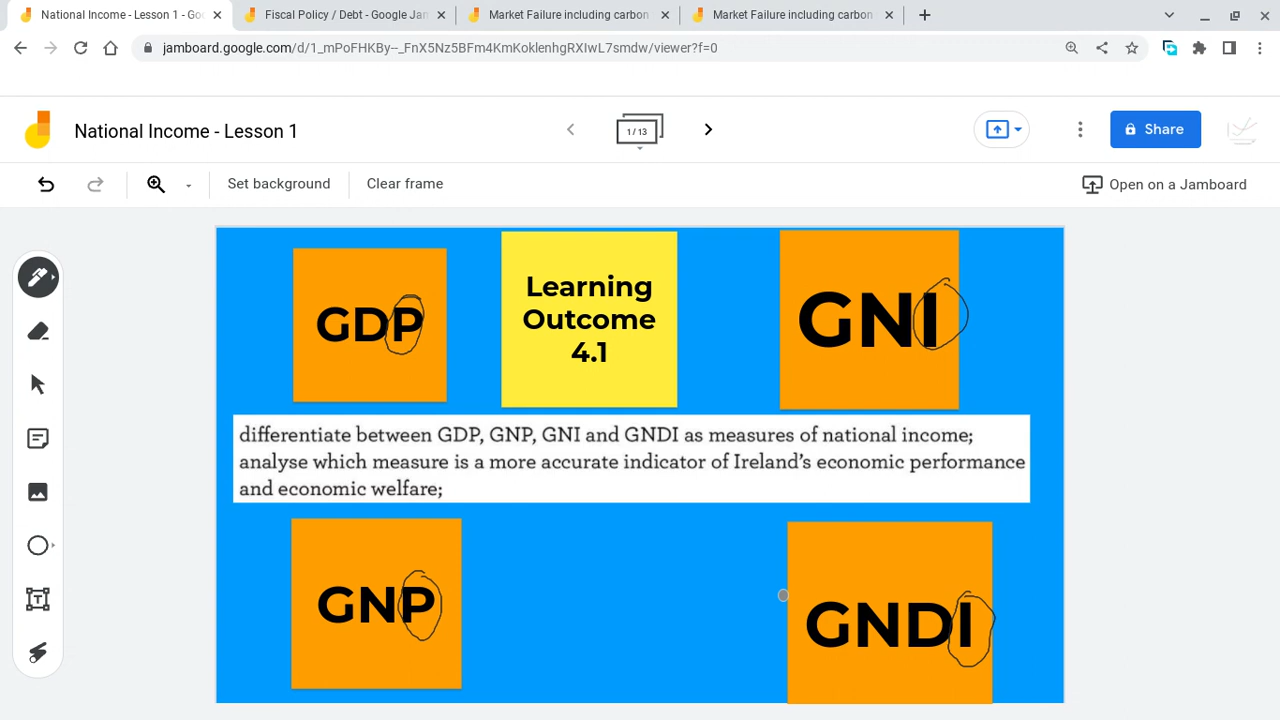 National Income - Lesson 1 - Goo
Fiscal Policy / Debt - Google Jam
Market Failure including carbon
Market Failure including carbon
jamboard.google.com/d/1_mPoFHKBy--_FnX5Nz5BFm4KmKoklenhgRXIwL7smdw/viewer?f=0
National Income - Lesson 1
1 / 13
Share
Set background
Clear frame
Open on a Jamboard
GDP
Learning
Outcome
4.1
GNI
differentiate between GDP, GNP, GNI and GNDI as measures of national income;
analyse which measure is a more accurate indicator of Ireland's economic performance
and economic welfare;
GNP
GNDI